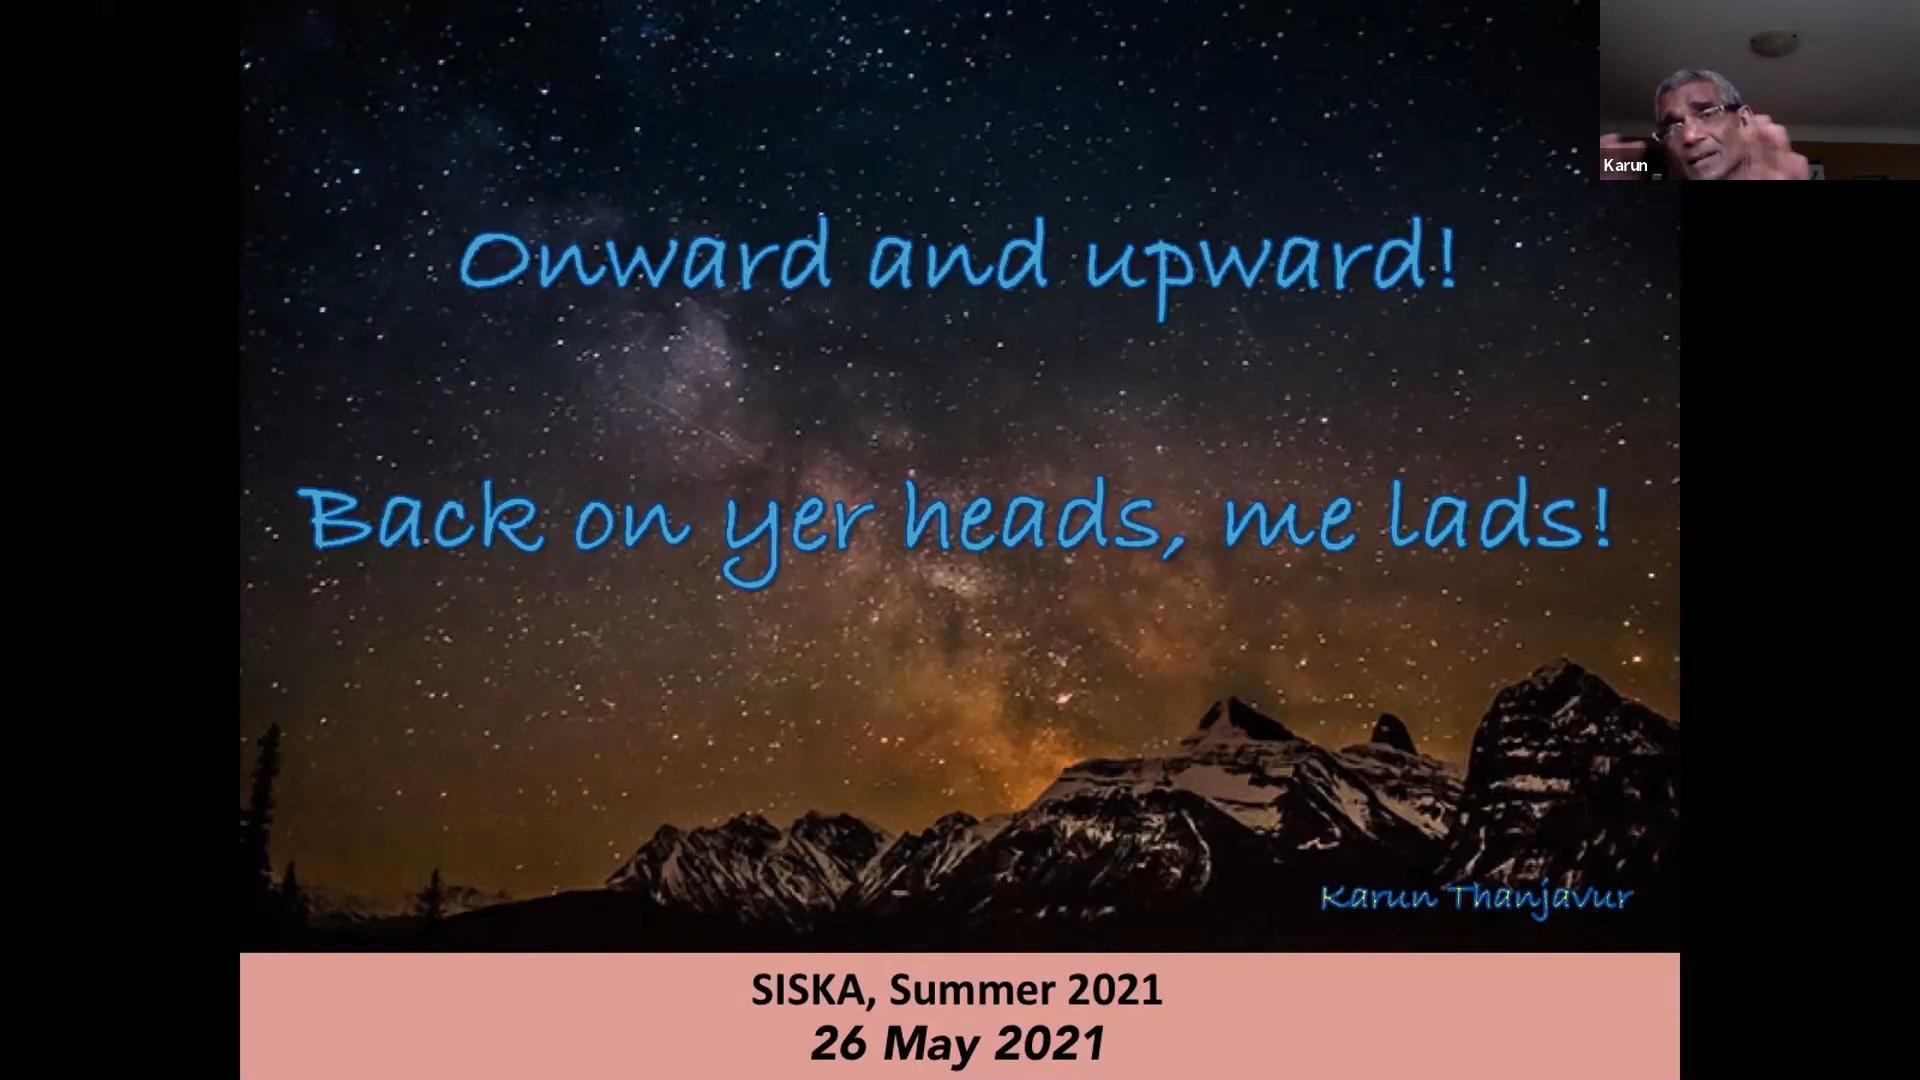 Karun
Onward and upward!
Back on yer heads, me lads!
Karun Thanjavur
SISKA, Summer 2021
26 May 2021